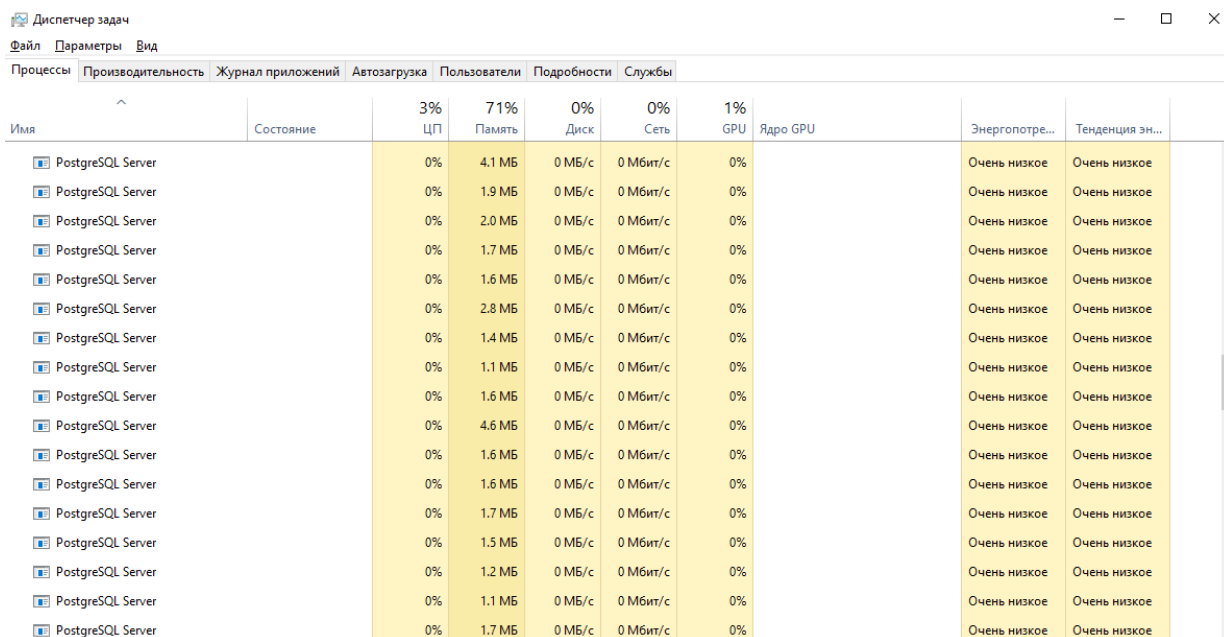 Диспетчер задач
Файл Параметры Вид
Процессы Производительность Журнал приложений Автозагрузка Пользователи Подробности Службы
3% 71% 0% 0% 1%
Имя Состояние ЦП Память Диск Сеть GPU Ядро GPU Энергопотре... Тенденция эн...
PostgreSQL Server 0% 4.1 МБ 0 МБ/с 0 Мбит/с 0% Очень низкое Очень низкое
PostgreSQL Server 0% 1.9 МБ 0 МБ/с 0 Мбит/с 0% Очень низкое Очень низкое
PostgreSQL Server 0% 2.0 МБ 0 МБ/с 0 Мбит/с 0% Очень низкое Очень низкое
PostgreSQL Server 0% 1.7 МБ 0 МБ/с 0 Мбит/с 0% Очень низкое Очень низкое
PostgreSQL Server 0% 1.6 МБ 0 МБ/с 0 Мбит/с 0% Очень низкое Очень низкое
PostgreSQL Server 0% 2.8 МБ 0 МБ/с 0 Мбит/с 0% Очень низкое Очень низкое
PostgreSQL Server 0% 1.4 МБ 0 МБ/с 0 Мбит/с 0% Очень низкое Очень низкое
PostgreSQL Server 0% 1.1 МБ 0 МБ/с 0 Мбит/с 0% Очень низкое Очень низкое
PostgreSQL Server 0% 1.6 МБ 0 МБ/с 0 Мбит/с 0% Очень низкое Очень низкое
PostgreSQL Server 0% 4.6 МБ 0 МБ/с 0 Мбит/с 0% Очень низкое Очень низкое
PostgreSQL Server 0% 1.6 МБ 0 МБ/с 0 Мбит/с 0% Очень низкое Очень низкое
PostgreSQL Server 0% 1.6 МБ 0 МБ/с 0 Мбит/с 0% Очень низкое Очень низкое
PostgreSQL Server 0% 1.7 МБ 0 МБ/с 0 Мбит/с 0% Очень низкое Очень низкое
PostgreSQL Server 0% 1.5 МБ 0 МБ/с 0 Мбит/с 0% Очень низкое Очень низкое
PostgreSQL Server 0% 1.2 МБ 0 МБ/с 0 Мбит/с 0% Очень низкое Очень низкое
PostgreSQL Server 0% 1.1 МБ 0 МБ/с 0 Мбит/с 0% Очень низкое Очень низкое
PostgreSQL Server 0% 1.7 МБ 0 МБ/с 0 Мбит/с 0% Очень низкое Очень низкое